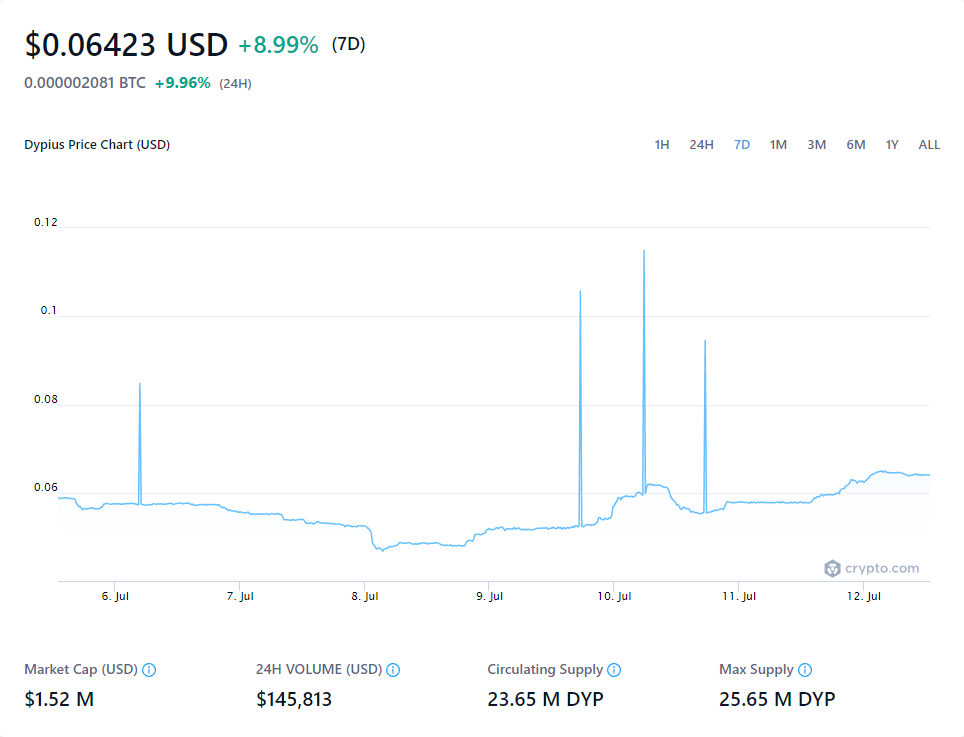 $0.06423 USD +8.99% (7D)
0.000002081 BTC +9.96% (24H)
Dypius Price Chart (USD) 1H 24H 7D 1M 3M 6M 1Y ALL
0.12
0.1
0.08
0.06
crypto.com
6. Jul 7. Jul 8. Jul 9. Jul 10. Jul 11. Jul 12. Jul
Market Cap (USD) 24H VOLUME (USD) Circulating Supply Max Supply
$1.52 M $145,813 23.65 M DYP 25.65 M DYP